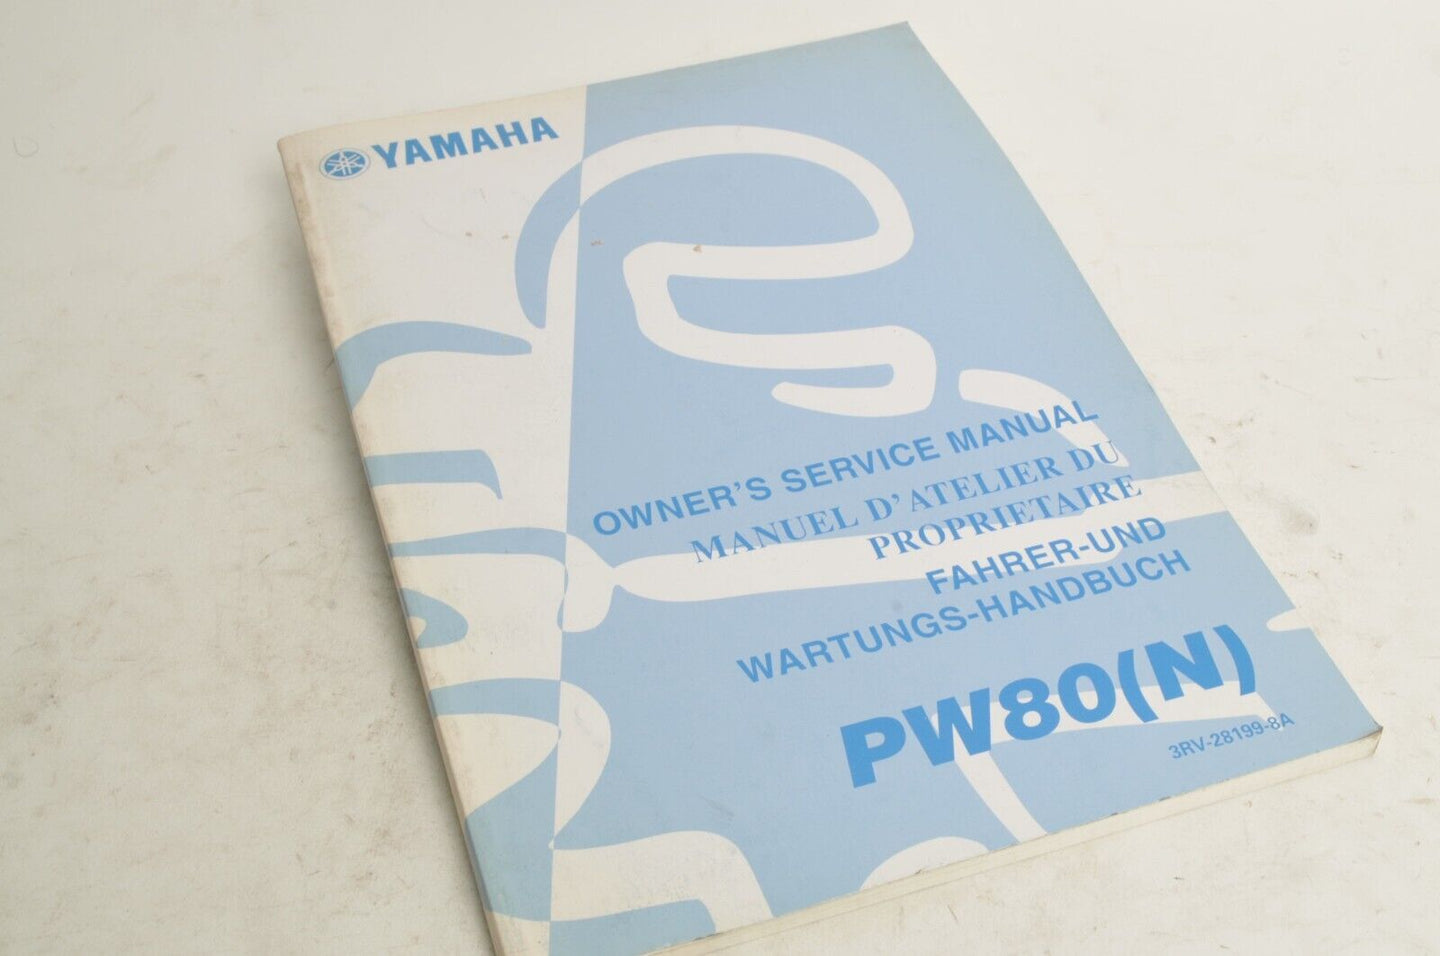 YAMAHA
OWNER'S SERVICE MANUAL
MANUEL D'ATELIER DU
PROPRIETAIRE
FAHRER-UND
WARTUNGS-HANDBUCH
PW80(N)
3RV-28199-8A